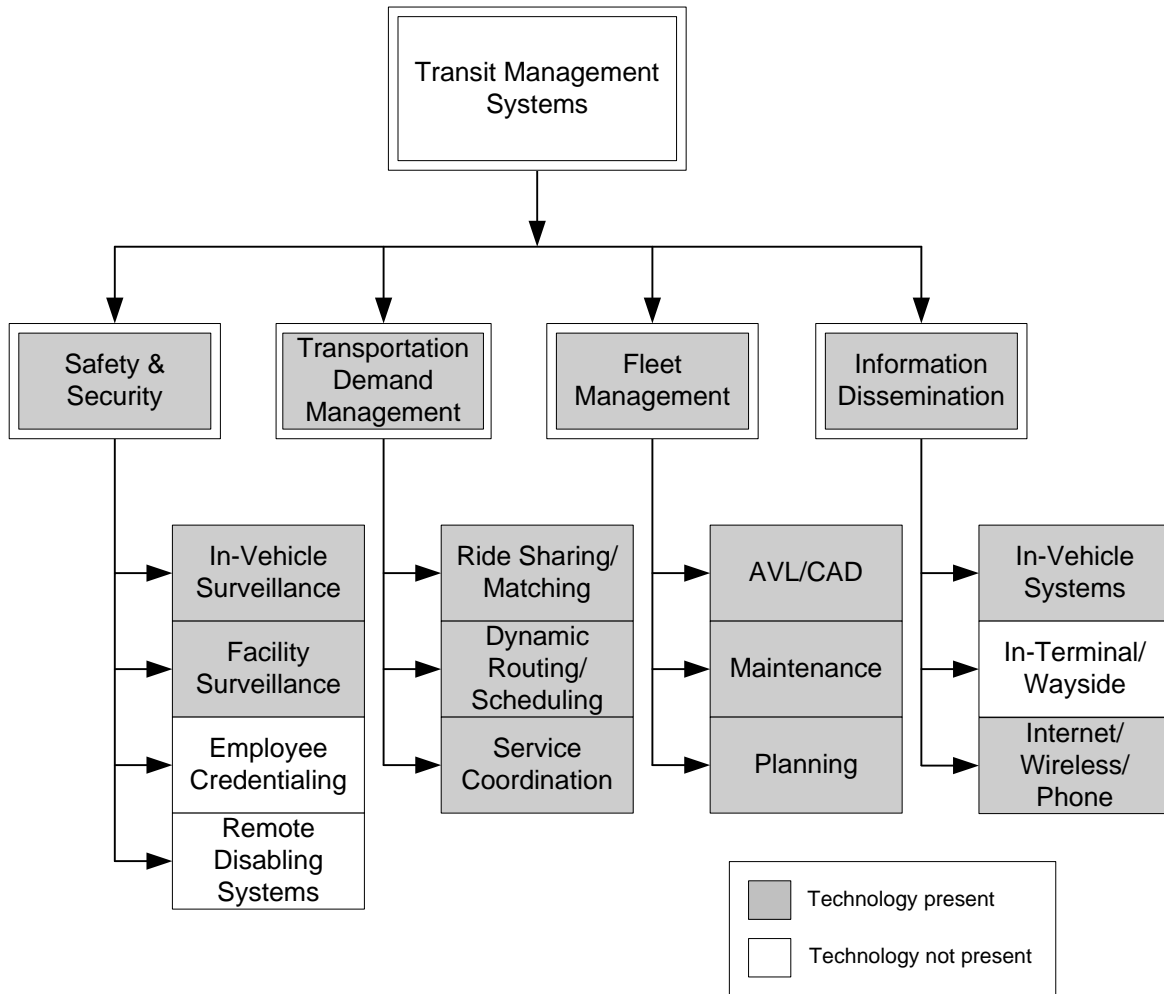 Transit Management
Systems
Safety &
Security
Transportation
Demand
Management
Fleet
Management
Information
Dissemination
In-Vehicle
Surveillance
Facility
Surveillance
Employee
Credentialing
Remote
Disabling
Systems
Ride Sharing/
Matching
Dynamic
Routing/
Scheduling
Service
Coordination
AVL/CAD
Maintenance
Planning
In-Vehicle
Systems
In-Terminal/
Wayside
Internet/
Wireless/
Phone
Technology present
Technology not present